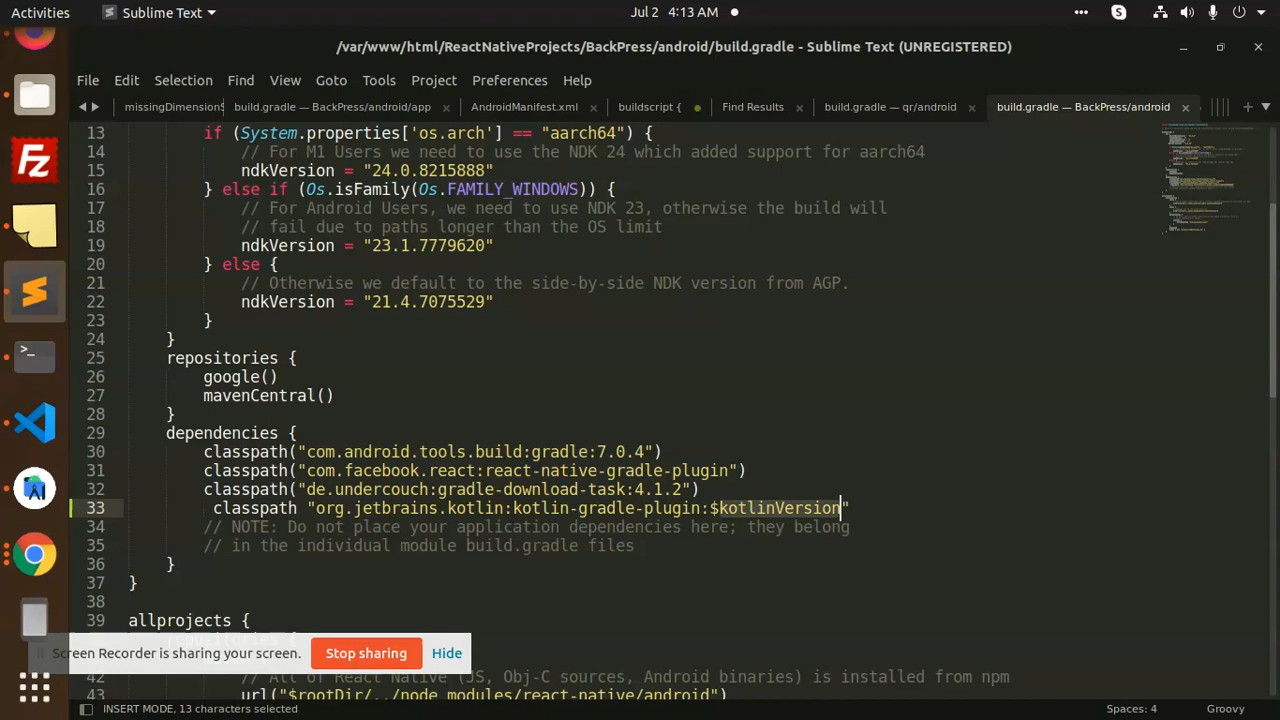 Activities
Sublime Text
Jul 2 4:13 AM
/var/www/html/ReactNativeProjects/BackPress/android/build.gradle - Sublime Text (UNREGISTERED)
File Edit Selection Find View Goto Tools Project Preferences Help
missingDimensionS build.gradle — BackPress/android/app AndroidManifest.xml buildscript { Find Results build.gradle — qr/android build.gradle — BackPress/android
13 if (System.properties['os.arch'] == "aarch64") {
14 // For M1 Users we need to use the NDK 24 which added support for aarch64
15 ndkVersion = "24.0.8215888"
16 } else if (Os.isFamily(Os.FAMILY_WINDOWS)) {
17 // For Android Users, we need to use NDK 23, otherwise the build will
18 // fail due to paths longer than the OS limit
19 ndkVersion = "23.1.7779620"
20 } else {
21 // Otherwise we default to the side-by-side NDK version from AGP.
22 ndkVersion = "21.4.7075529"
23 }
24 }
25 repositories {
26 google()
27 mavenCentral()
28 }
29 dependencies {
30 classpath("com.android.tools.build:gradle:7.0.4")
31 classpath("com.facebook.react:react-native-gradle-plugin")
32 classpath("de.undercouch:gradle-download-task:4.1.2")
33 classpath "org.jetbrains.kotlin:kotlin-gradle-plugin:$kotlinVersion"
34 // NOTE: Do not place your application dependencies here; they belong
35 // in the individual module build.gradle files
36 }
37 }
38
39 allprojects {
Screen Recorder is sharing your screen. Stop sharing Hide
42 // All of React Native (JS, Obj-C sources, Android binaries) is installed from npm
43 url("$rootDir/../node_modules/react-native/android")
INSERT MODE, 13 characters selected
Spaces: 4
Groovy